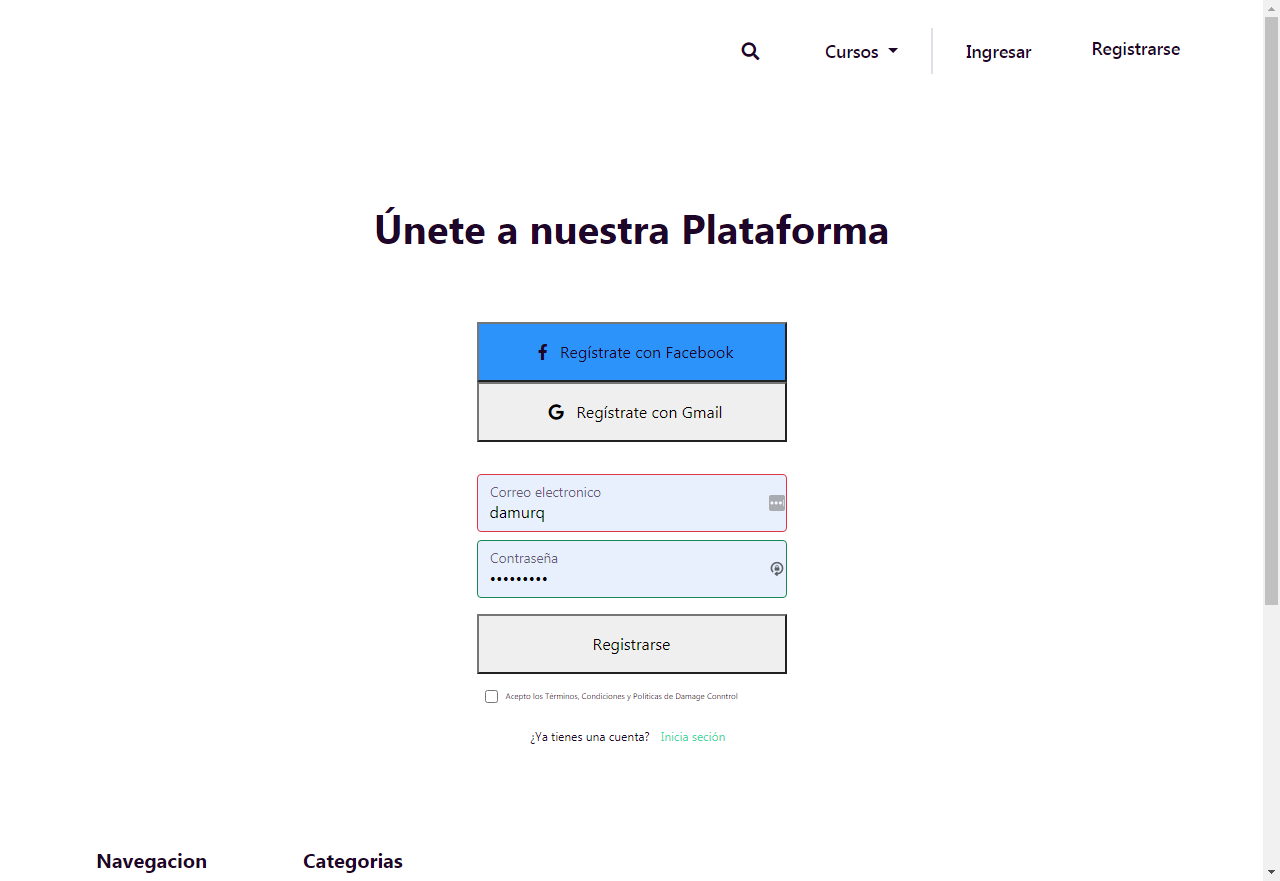 Cursos
Ingresar
Registrarse
Únete a nuestra Plataforma
Regístrate con Facebook
Regístrate con Gmail
Correo electronico
damurq
Contraseña
•••••••••
Registrarse
Acepto los Términos, Condiciones y Políticas de Damage Conntrol
¿Ya tienes una cuenta? Inicia seción
Navegacion
Categorias